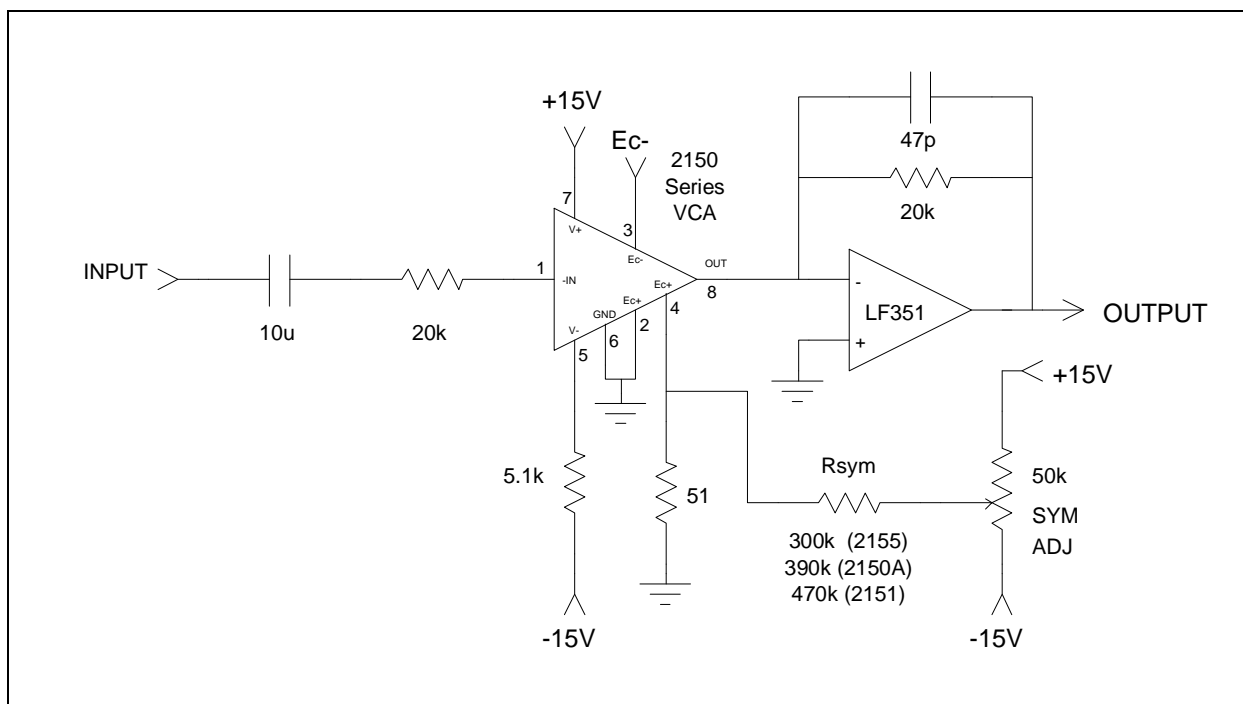 +15V
Ec-
2150
Series
VCA
47p
20k
7
V+
3
Ec-
INPUT
1
-IN
OUT
8
10u
20k
Ec+
4
Ec+
2
GND
6
V-
5
-
LF351
+
OUTPUT
+15V
5.1k
51
Rsym
50k
SYM
ADJ
300k (2155)
390k (2150A)
470k (2151)
-15V
-15V